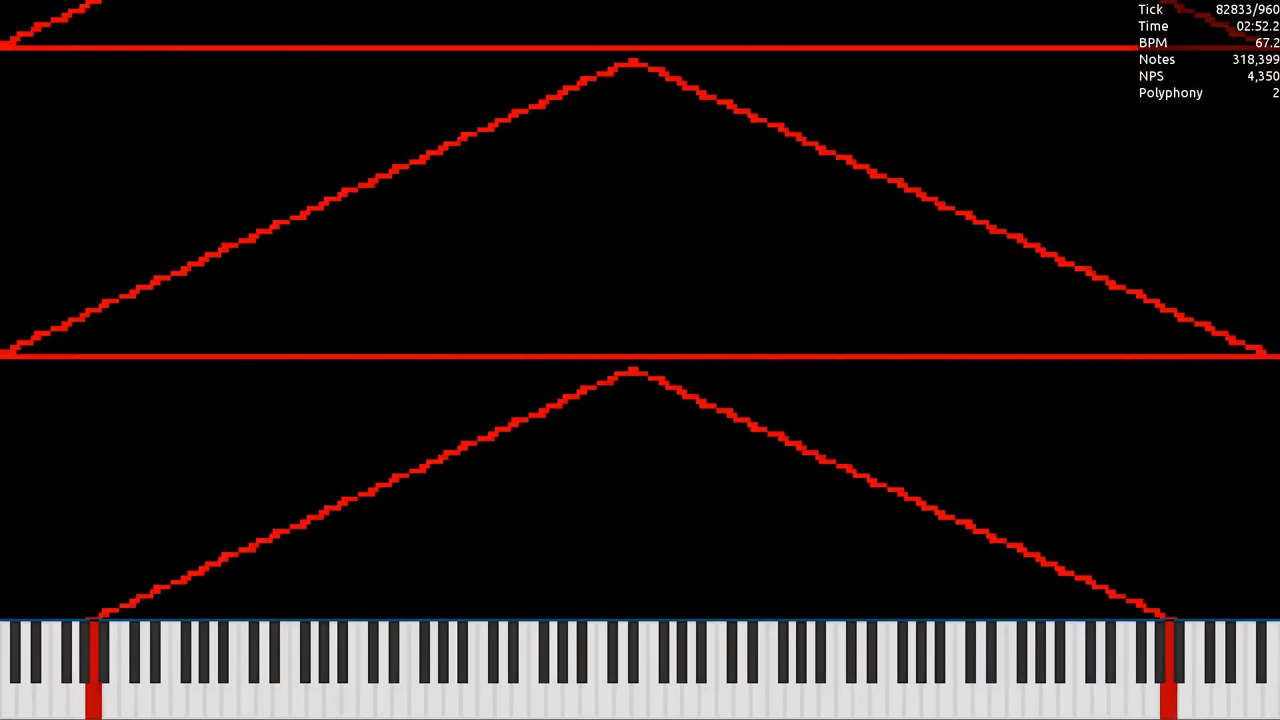 Tick 82833/960
Time 02:52.2
BPM 67.2
Notes 318,399
NPS 4,350
Polyphony 2